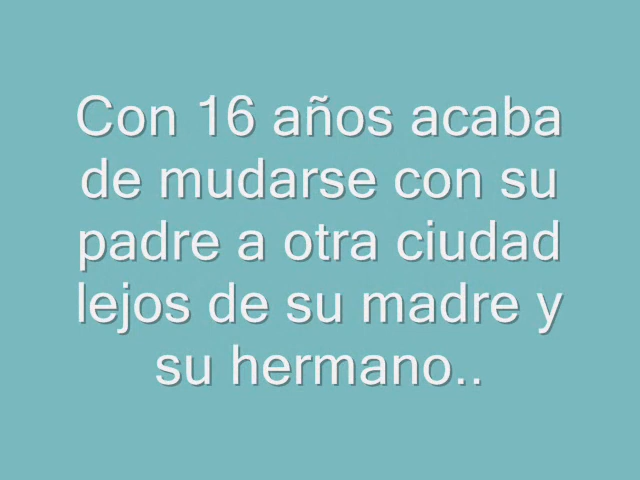 Con 16 años acaba
de mudarse con su
padre a otra ciudad
lejos de su madre y
su hermano..